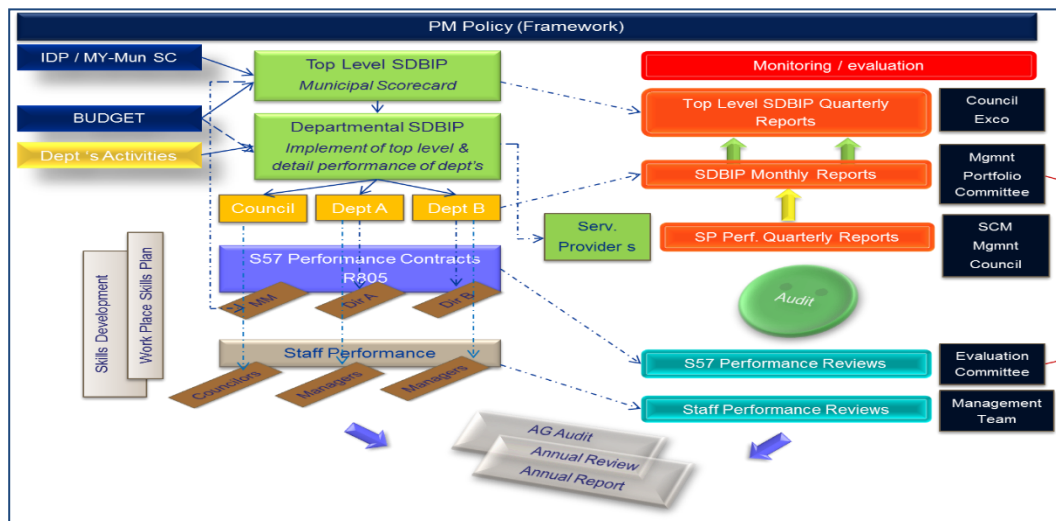 PM Policy (Framework)
IDP / MY-Mun SC
BUDGET
Dept 's Activities
Top Level SDBIP
Municipal Scorecard
Departmental SDBIP
Implement of top level &
detail performance of dept's
Council
Dept A
Dept B
S57 Performance Contracts
R805
MM
Dir A
Dir B
Staff Performance
Councilors
Managers
Managers
Skills Development
Work Place Skills Plan
Serv.
Provider s
Monitoring / evaluation
Top Level SDBIP Quarterly
Reports
SDBIP Monthly Reports
SP Perf. Quarterly Reports
Audit
S57 Performance Reviews
Staff Performance Reviews
Council
Exco
Mgmnt
Portfolio
Committee
SCM
Mgmnt
Council
Evaluation
Committee
Management
Team
AG Audit
Annual Review
Annual Report